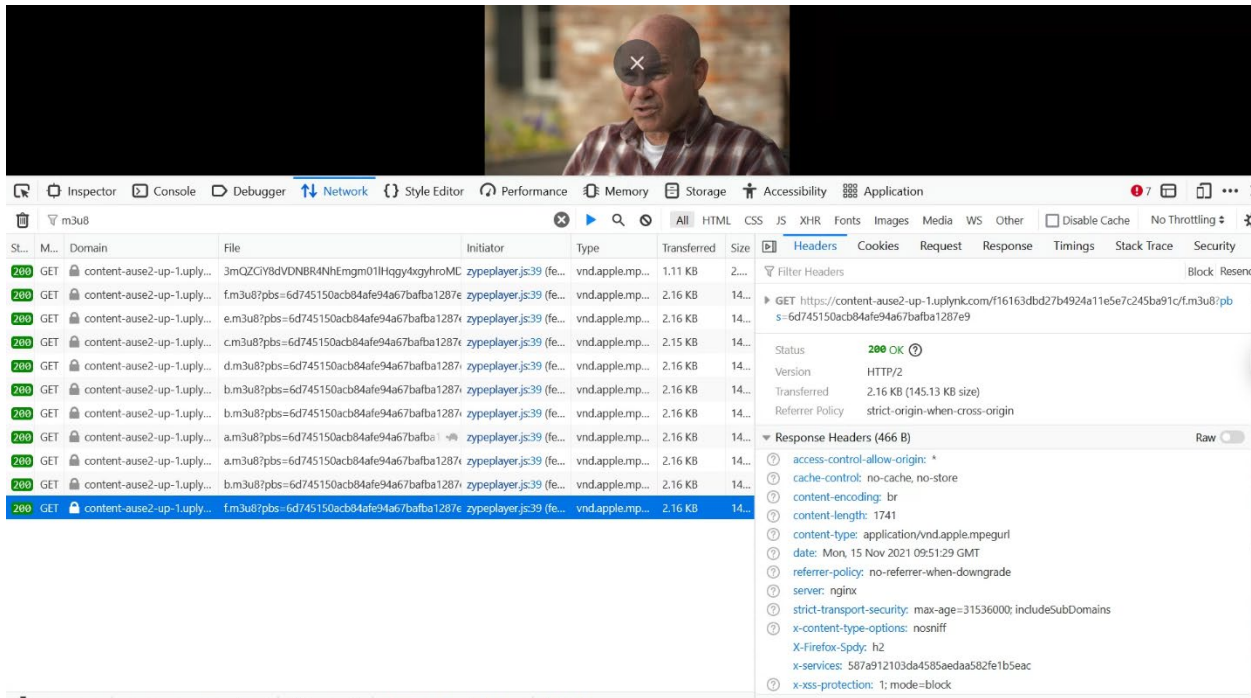 Inspector Console Debugger Network Style Editor Performance Memory Storage Accessibility Application 7
m3u8 All HTML CSS JS XHR Fonts Images Media WS Other Disable Cache No Throttling
St... M... Domain File Initiator Type Transferred Size Headers Cookies Request Response Timings Stack Trace Security
200 GET content-ause2-up-1.uply... 3mQZCiY8dVDNBR4NhEmgm01lHqgy4xgyhroMD zypeplayer.js:39 (fe... vnd.apple.mp... 1.11 KB 2....
200 GET content-ause2-up-1.uply... f.m3u8?pbs=6d745150acb84afe94a67bafba1287e zypeplayer.js:39 (fe... vnd.apple.mp... 2.16 KB 14...
200 GET content-ause2-up-1.uply... e.m3u8?pbs=6d745150acb84afe94a67bafba1287e zypeplayer.js:39 (fe... vnd.apple.mp... 2.16 KB 14...
200 GET content-ause2-up-1.uply... c.m3u8?pbs=6d745150acb84afe94a67bafba1287e zypeplayer.js:39 (fe... vnd.apple.mp... 2.15 KB 14...
200 GET content-ause2-up-1.uply... d.m3u8?pbs=6d745150acb84afe94a67bafba1287 zypeplayer.js:39 (fe... vnd.apple.mp... 2.16 KB 14...
200 GET content-ause2-up-1.uply... b.m3u8?pbs=6d745150acb84afe94a67bafba1287 zypeplayer.js:39 (fe... vnd.apple.mp... 2.16 KB 14...
200 GET content-ause2-up-1.uply... b.m3u8?pbs=6d745150acb84afe94a67bafba1287 zypeplayer.js:39 (fe... vnd.apple.mp... 2.16 KB 14...
200 GET content-ause2-up-1.uply... a.m3u8?pbs=6d745150acb84afe94a67bafba1 zypeplayer.js:39 (fe... vnd.apple.mp... 2.16 KB 14...
200 GET content-ause2-up-1.uply... a.m3u8?pbs=6d745150acb84afe94a67bafba1287e zypeplayer.js:39 (fe... vnd.apple.mp... 2.16 KB 14...
200 GET content-ause2-up-1.uply... b.m3u8?pbs=6d745150acb84afe94a67bafba1287 zypeplayer.js:39 (fe... vnd.apple.mp... 2.16 KB 14...
200 GET content-ause2-up-1.uply... f.m3u8?pbs=6d745150acb84afe94a67bafba1287e zypeplayer.js:39 (fe... vnd.apple.mp... 2.16 KB 14...
Filter Headers Block Resend
GET https://content-ause2-up-1.uplynk.com/f16163dbd27b4924a11e5e7c245ba91c/f.m3u8?pb
s=6d745150acb84afe94a67bafba1287e9
Status 200 OK
Version HTTP/2
Transferred 2.16 KB (145.13 KB size)
Referrer Policy strict-origin-when-cross-origin
Response Headers (466 B) Raw
access-control-allow-origin: *
cache-control: no-cache, no-store
content-encoding: br
content-length: 1741
content-type: application/vnd.apple.mpegurl
date: Mon, 15 Nov 2021 09:51:29 GMT
referrer-policy: no-referrer-when-downgrade
server: nginx
strict-transport-security: max-age=31536000; includeSubDomains
x-content-type-options: nosniff
X-Firefox-Spdy: h2
x-services: 587a912103da4585aedaa582fe1b5eac
x-xss-protection: 1; mode=block